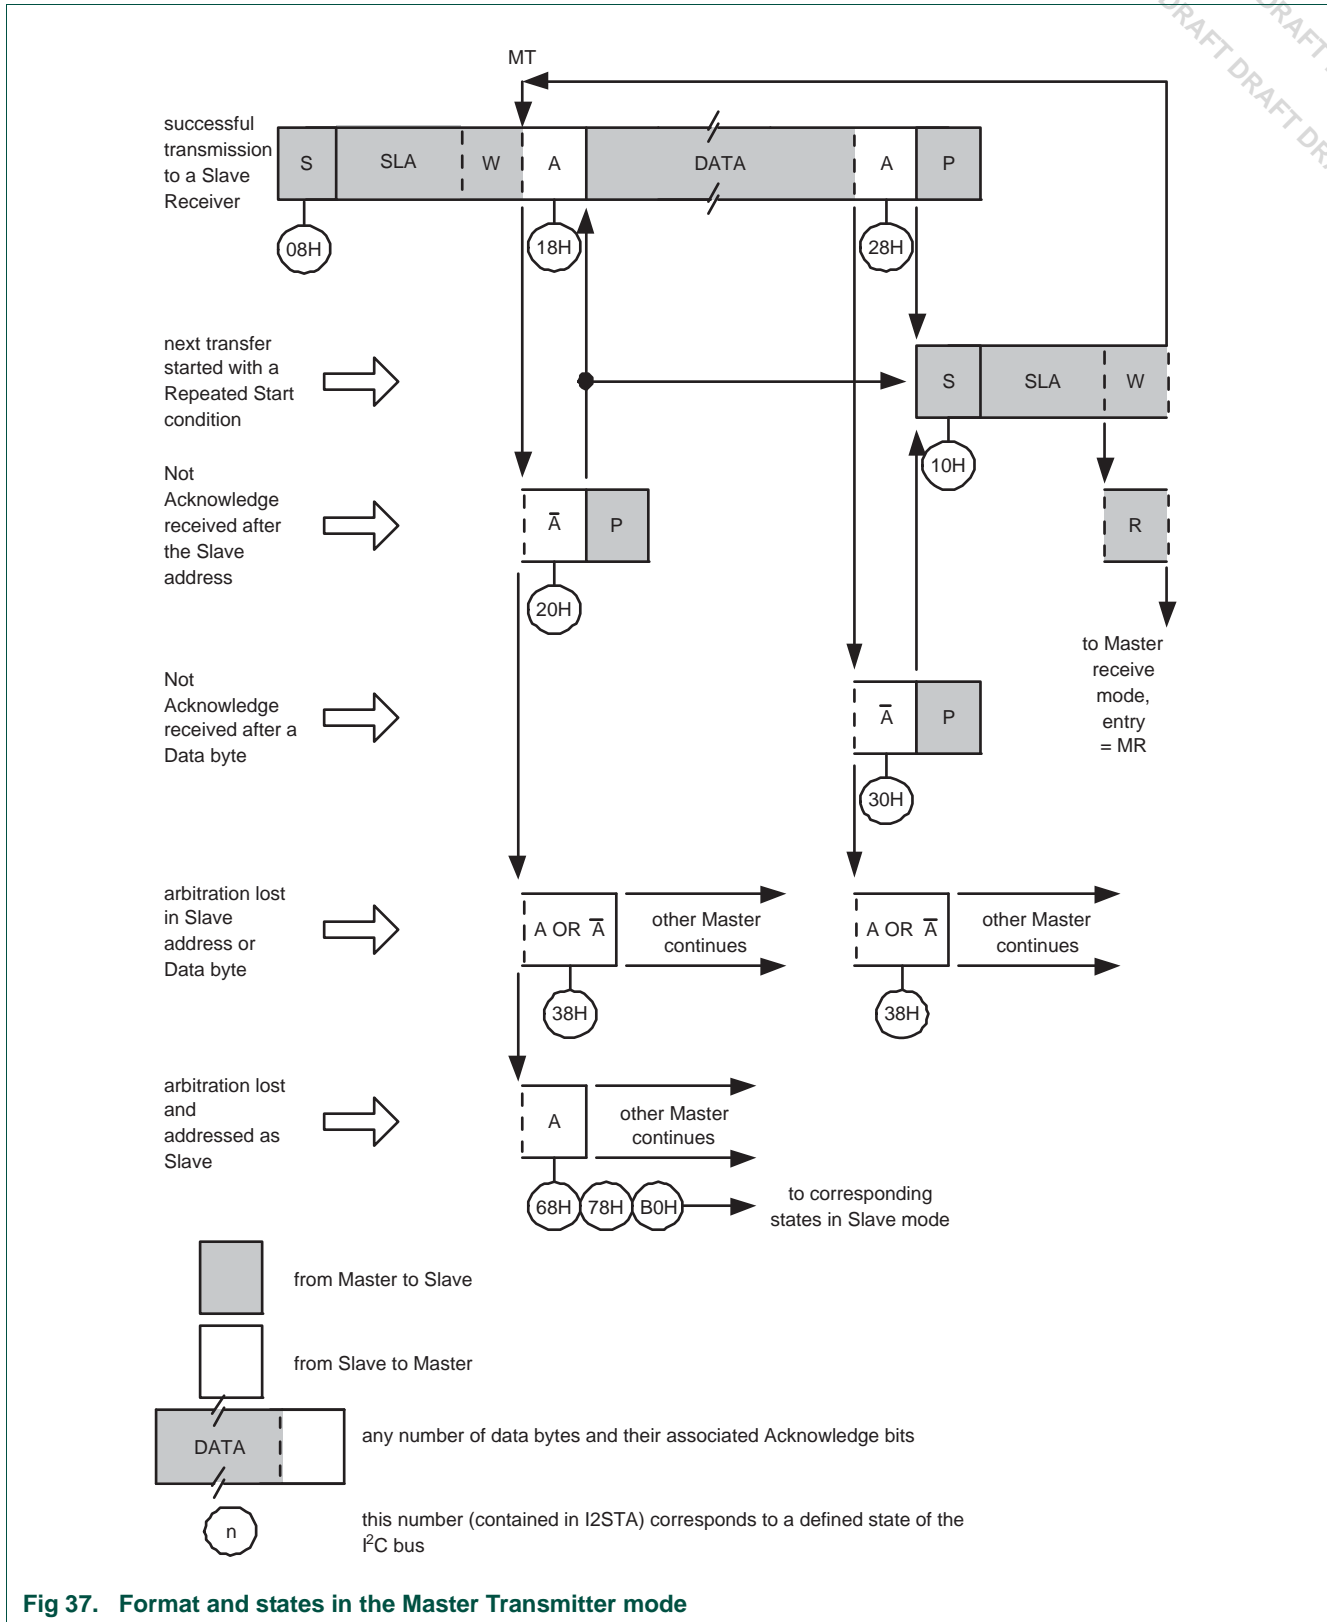 DRAFT DRAFT DR
DRAFT
MT
successful
transmission
to a Slave
Receiver
S
SLA
W
A
DATA
A
P
08H
18H
28H
next transfer
started with a
Repeated Start
condition
S
SLA
W
10H
Not
Acknowledge
received after
the Slave
address
A̅
P
R
20H
to Master
receive
mode,
entry
= MR
Not
Acknowledge
received after a
Data byte
A̅
P
30H
arbitration lost
in Slave
address or
Data byte
A OR A̅
other Master
continues
A OR A̅
other Master
continues
38H
38H
arbitration lost
and
addressed as
Slave
A
other Master
continues
68H
78H
B0H
to corresponding
states in Slave mode
from Master to Slave
from Slave to Master
DATA
any number of data bytes and their associated Acknowledge bits
n
this number (contained in I2STA) corresponds to a defined state of the
I²C bus
Fig 37. Format and states in the Master Transmitter mode